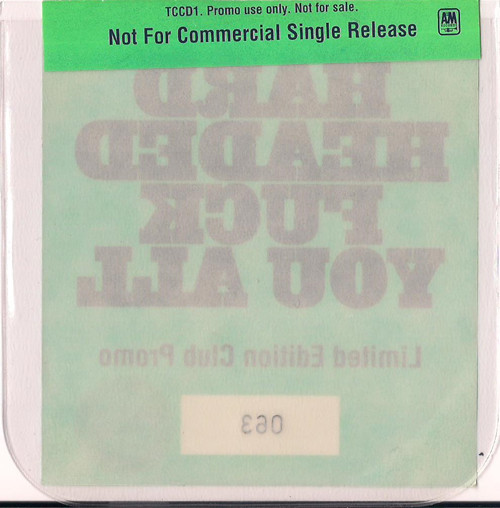 TCCD1. Promo use only. Not for sale.
Not For Commercial Single Release
A&M
RECORDS
HARD
HEADED
FUCK
YOU ALL
Limited Edition Club Promo
063